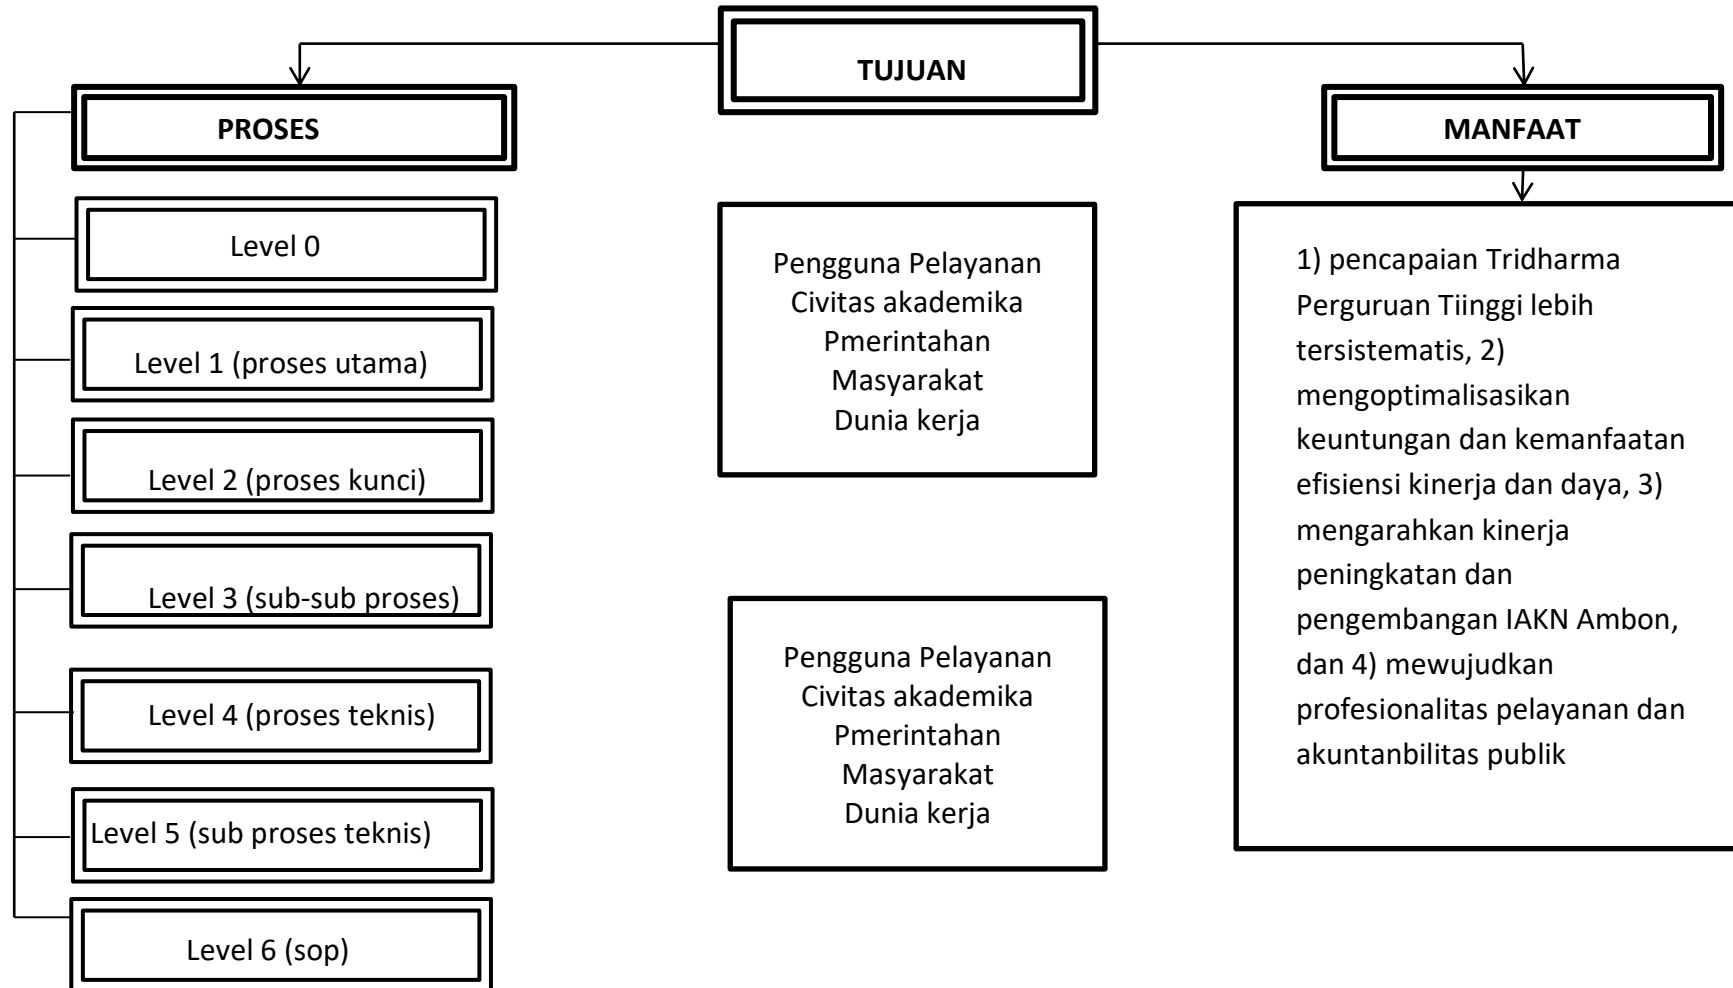 TUJUAN
PROSES
MANFAAT
Level 0
Level 1 (proses utama)
Level 2 (proses kunci)
Level 3 (sub-sub proses)
Level 4 (proses teknis)
Level 5 (sub proses teknis)
Level 6 (sop)
Pengguna Pelayanan
Civitas akademika
Pmerintahan
Masyarakat
Dunia kerja
Pengguna Pelayanan
Civitas akademika
Pmerintahan
Masyarakat
Dunia kerja
1) pencapaian Tridharma
Perguruan Tiinggi lebih
tersistematis, 2)
mengoptimalisasikan
keuntungan dan kemanfaatan
efisiensi kinerja dan daya, 3)
mengarahkan kinerja
peningkatan dan
pengembangan IAKN Ambon,
dan 4) mewujudkan
profesionalitas pelayanan dan
akuntanbilitas publik